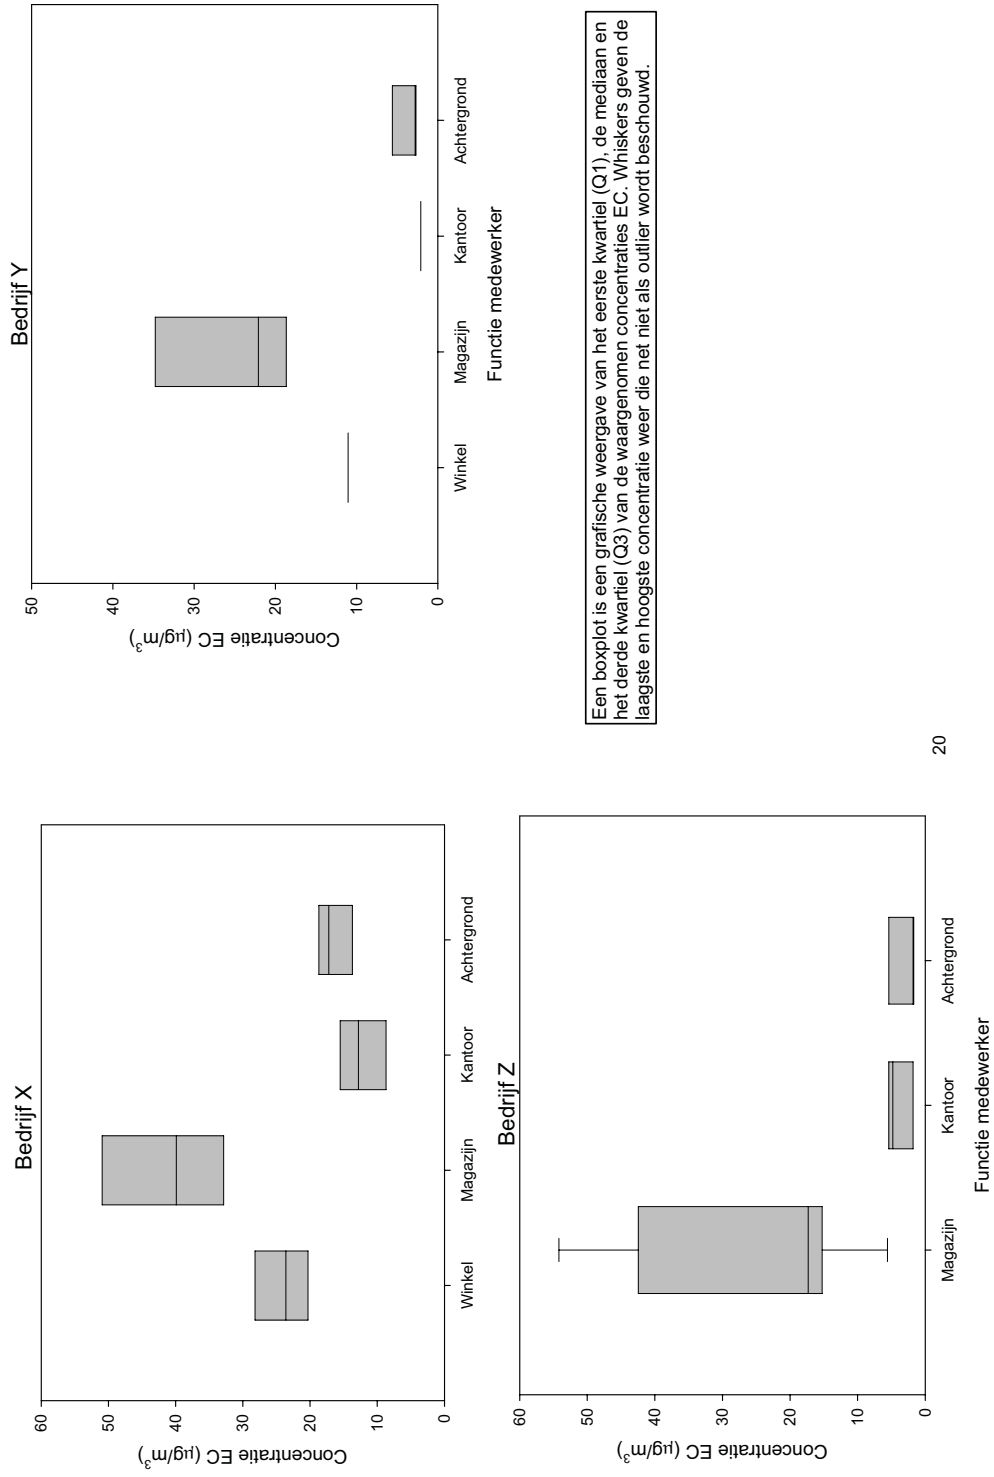 Bedrijf X
60
50
40
30
20
10
0
Concentratie EC (μg/m³)
Winkel
Magazijn
Kantoor
Achtergrond
Bedrijf Y
50
40
30
20
10
0
Concentratie EC (μg/m³)
Winkel
Magazijn
Kantoor
Achtergrond
Functie medewerker
Bedrijf Z
60
50
40
30
20
10
0
Concentratie EC (μg/m³)
Magazijn
Kantoor
Achtergrond
Functie medewerker
Een boxplot is een grafische weergave van het eerste kwartiel (Q1), de mediaan en
het derde kwartiel (Q3) van de waargenomen concentraties EC. Whiskers geven de
laagste en hoogste concentratie weer die net niet als outlier wordt beschouwd.
20